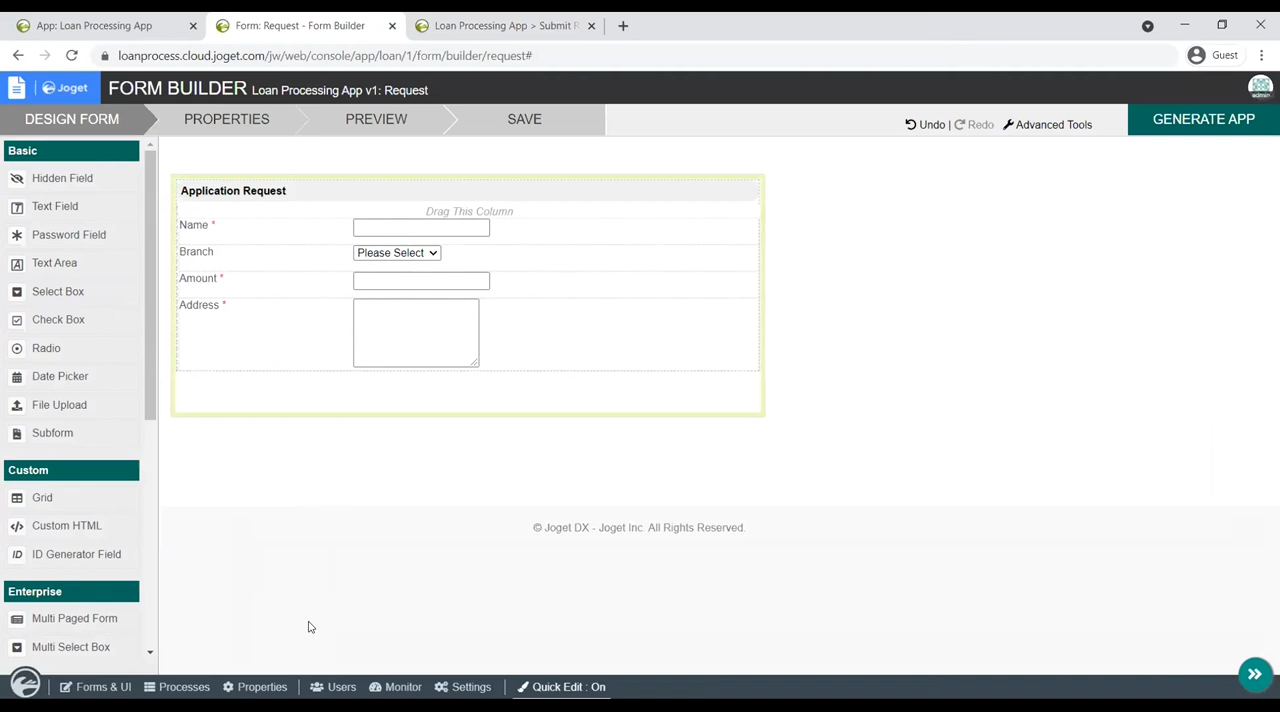 App: Loan Processing App
Form: Request - Form Builder
Loan Processing App > Submit R
loanprocess.cloud.joget.com/jw/web/console/app/loan/1/form/builder/request#
Guest
Joget
FORM BUILDER Loan Processing App v1: Request
admin
DESIGN FORM
PROPERTIES
PREVIEW
SAVE
Undo | Redo
Advanced Tools
GENERATE APP
Basic
Hidden Field
Text Field
Password Field
Text Area
Select Box
Check Box
Radio
Date Picker
File Upload
Subform
Custom
Grid
Custom HTML
ID Generator Field
Enterprise
Multi Paged Form
Multi Select Box
Application Request
Drag This Column
Name *
Branch
Please Select
Amount *
Address *
© Joget DX - Joget Inc. All Rights Reserved.
Forms & UI
Processes
Properties
Users
Monitor
Settings
Quick Edit : On